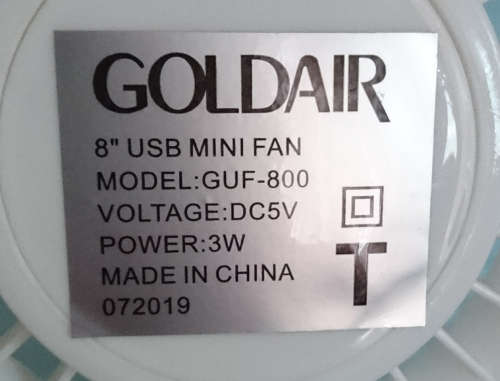 GOLDAIR
8" USB MINI FAN
MODEL:GUF-800
VOLTAGE:DC5V
POWER:3W
MADE IN CHINA
072019
T